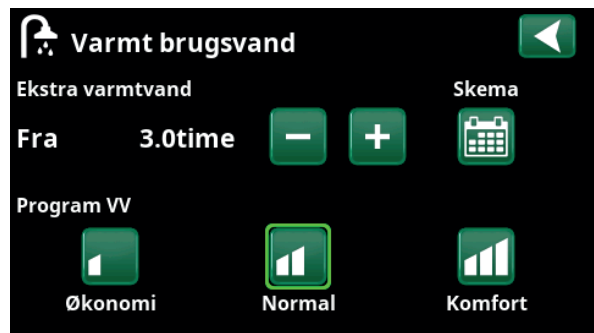 Varmt brugsvand
Ekstra varmtvand Skema
Fra 3.0time
Program VV
Økonomi Normal Komfort